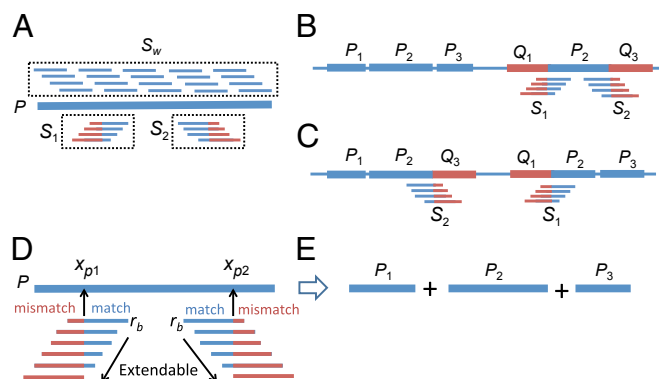 A
S_w
P
S_1
S_2
B
P_1 P_2 P_3 Q_1 P_2 Q_3
S_1 S_2
C
P_1 P_2 Q_3 Q_1 P_2 P_3
S_2 S_1
D
x_p1 x_p2
P
mismatch match r_b r_b match mismatch
Extendable
E
P_1 + P_2 + P_3